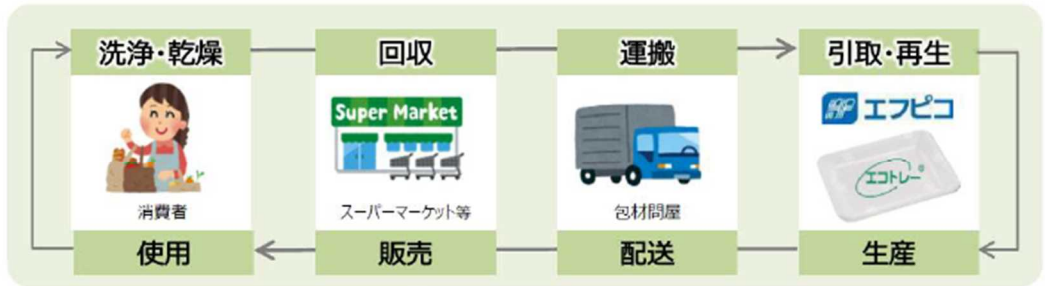 洗浄・乾燥
回収
運搬
引取・再生
Super Market
エフピコ
エコトレー®
消費者
スーパーマーケット等
包材問屋
使用
販売
配送
生産